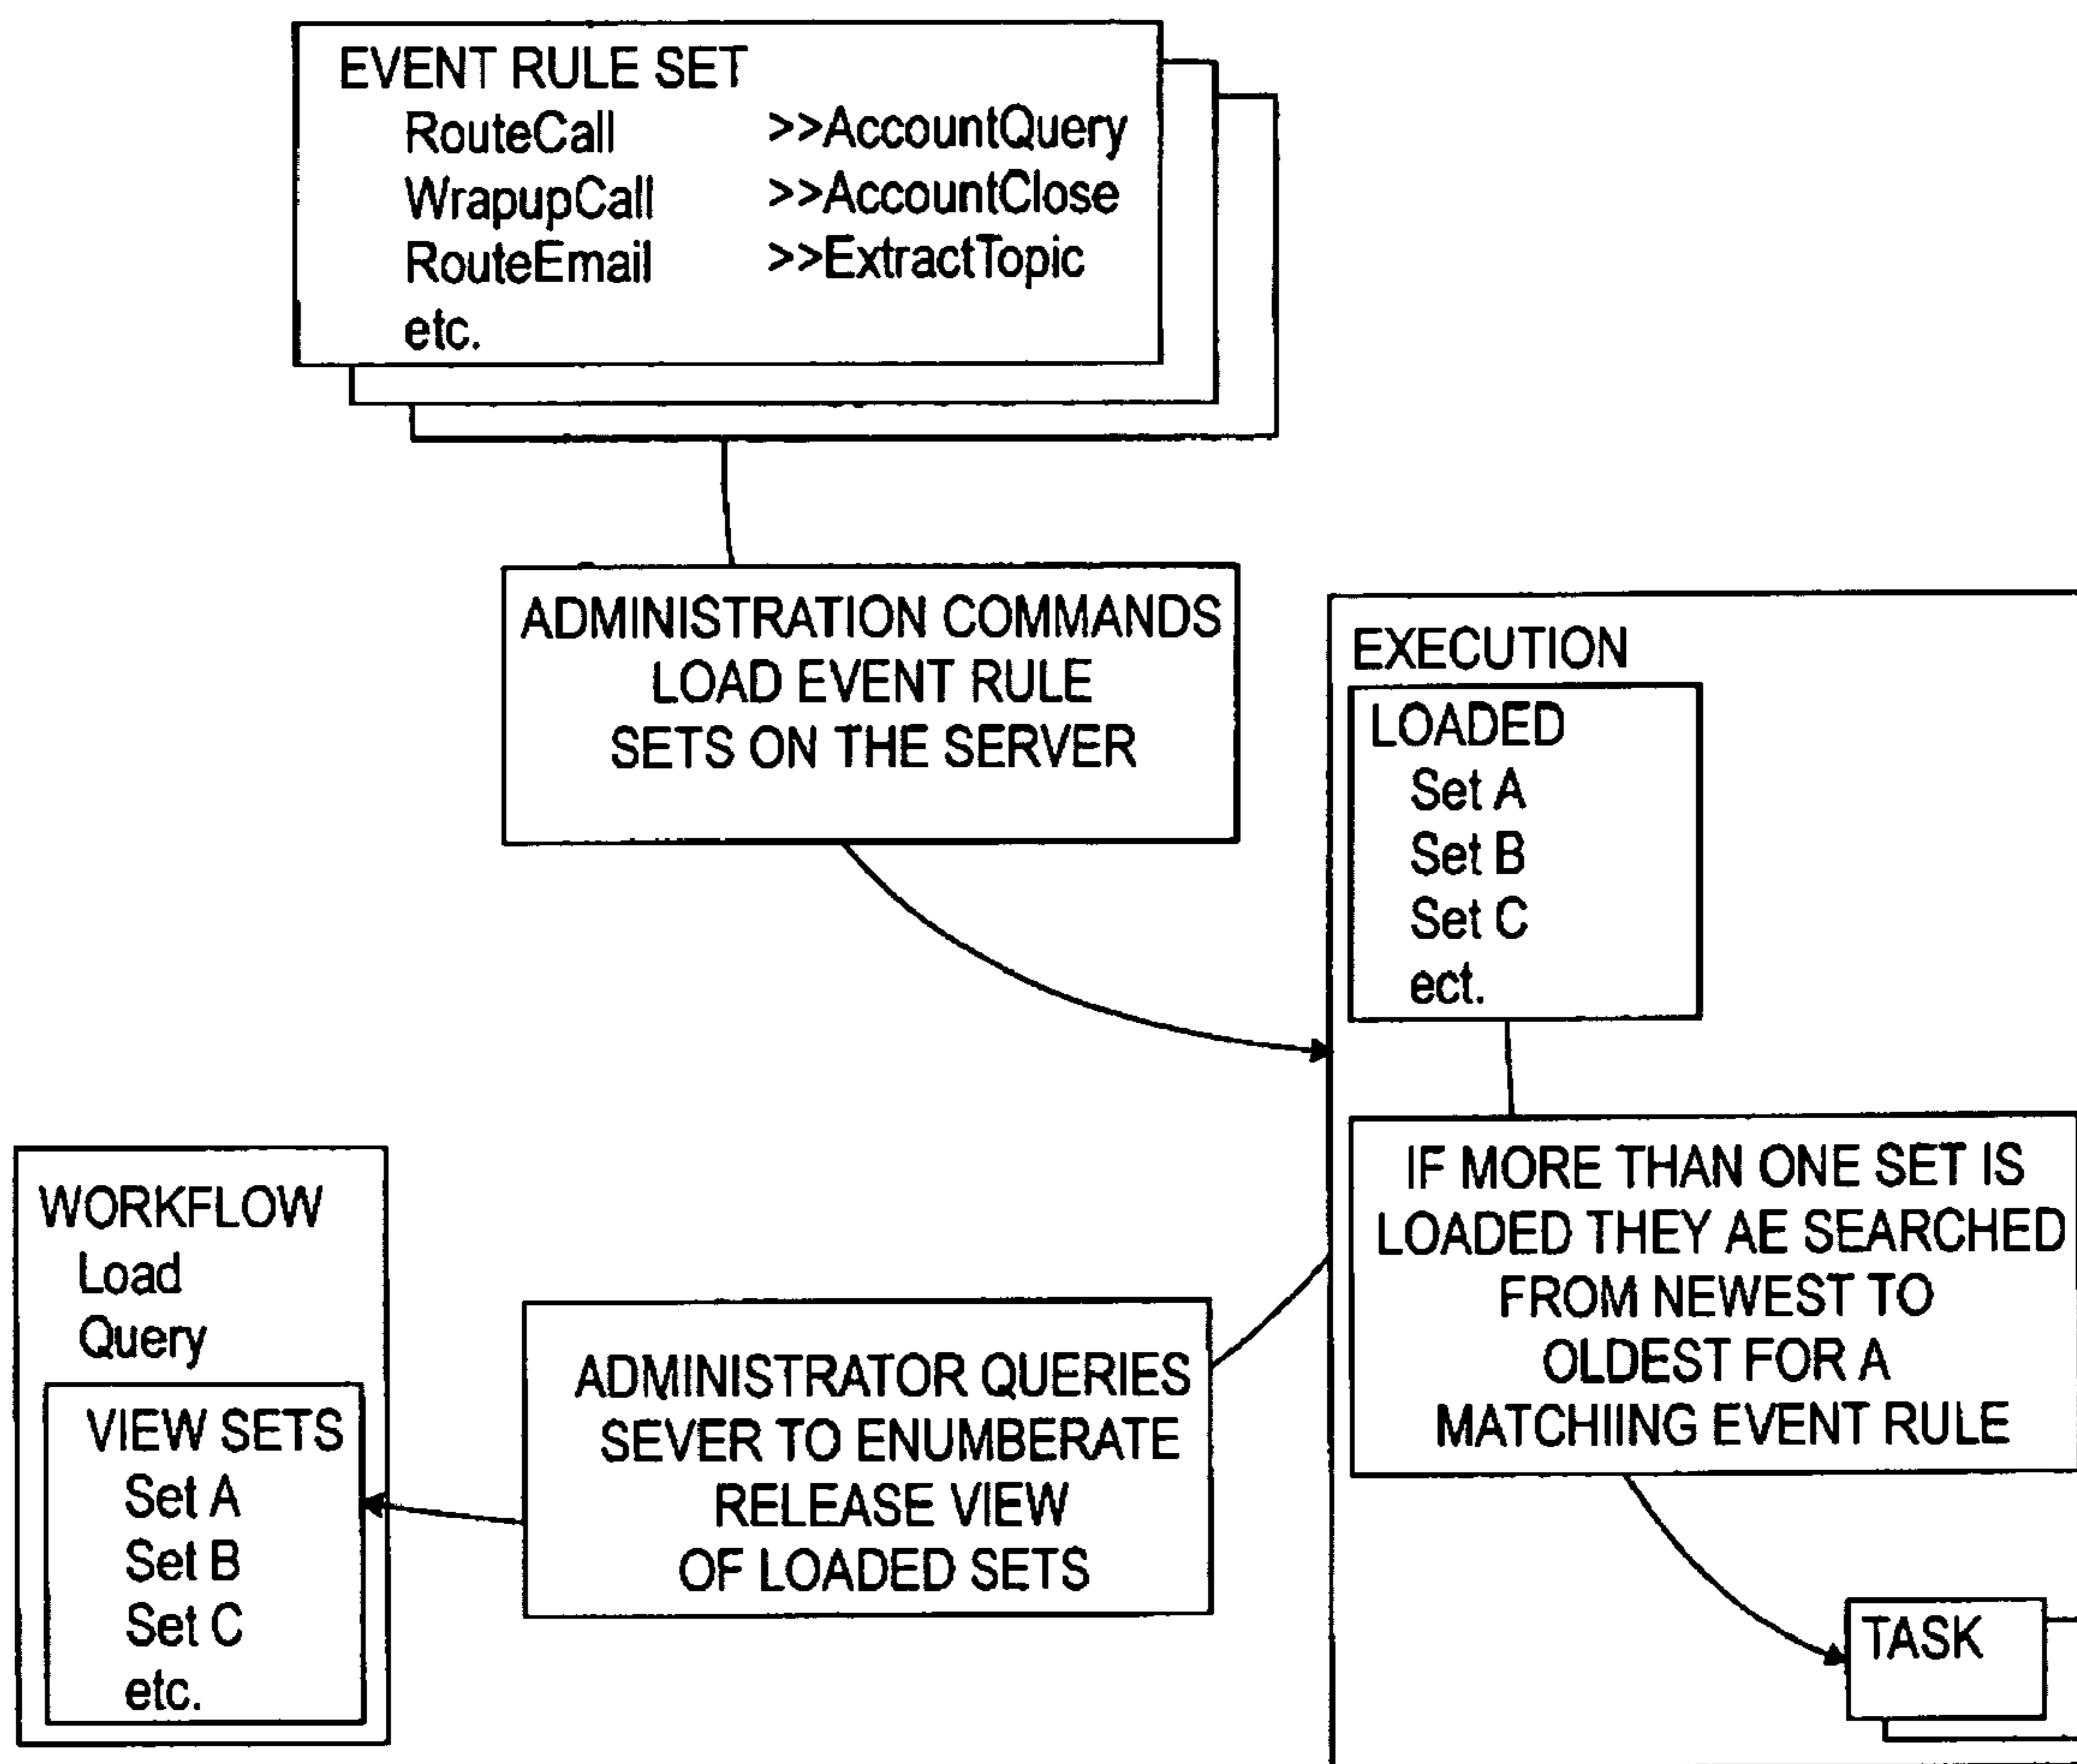 EVENT RULE SET
RouteCall >>AccountQuery
WrapupCall >>AccountClose
RouteEmail >>ExtractTopic
etc.
ADMINISTRATION COMMANDS
LOAD EVENT RULE
SETS ON THE SERVER
EXECUTION
LOADED
Set A
Set B
Set C
ect.
IF MORE THAN ONE SET IS
LOADED THEY AE SEARCHED
FROM NEWEST TO
OLDEST FOR A
MATCHIING EVENT RULE
WORKFLOW
Load
Query
VIEW SETS
Set A
Set B
Set C
etc.
ADMINISTRATOR QUERIES
SEVER TO ENUMBERATE
RELEASE VIEW
OF LOADED SETS
TASK